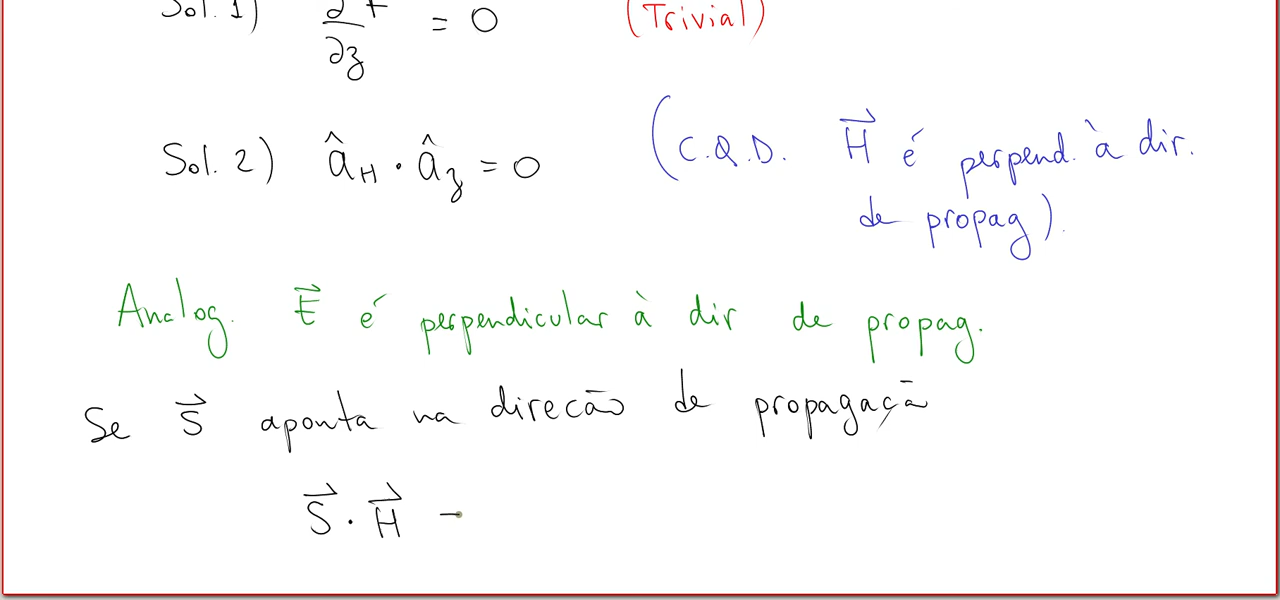 Sol. 1) ∂F/∂z = 0 (Trivial)
Sol. 2) â_H · â_z = 0 (C.Q.D. H⃗ é perpend. à dir.
de propag).
Analog. E⃗ é perpendicular à dir de propag.
Se S⃗ aponta na direcão de propagaçã
S⃗ · H⃗ -